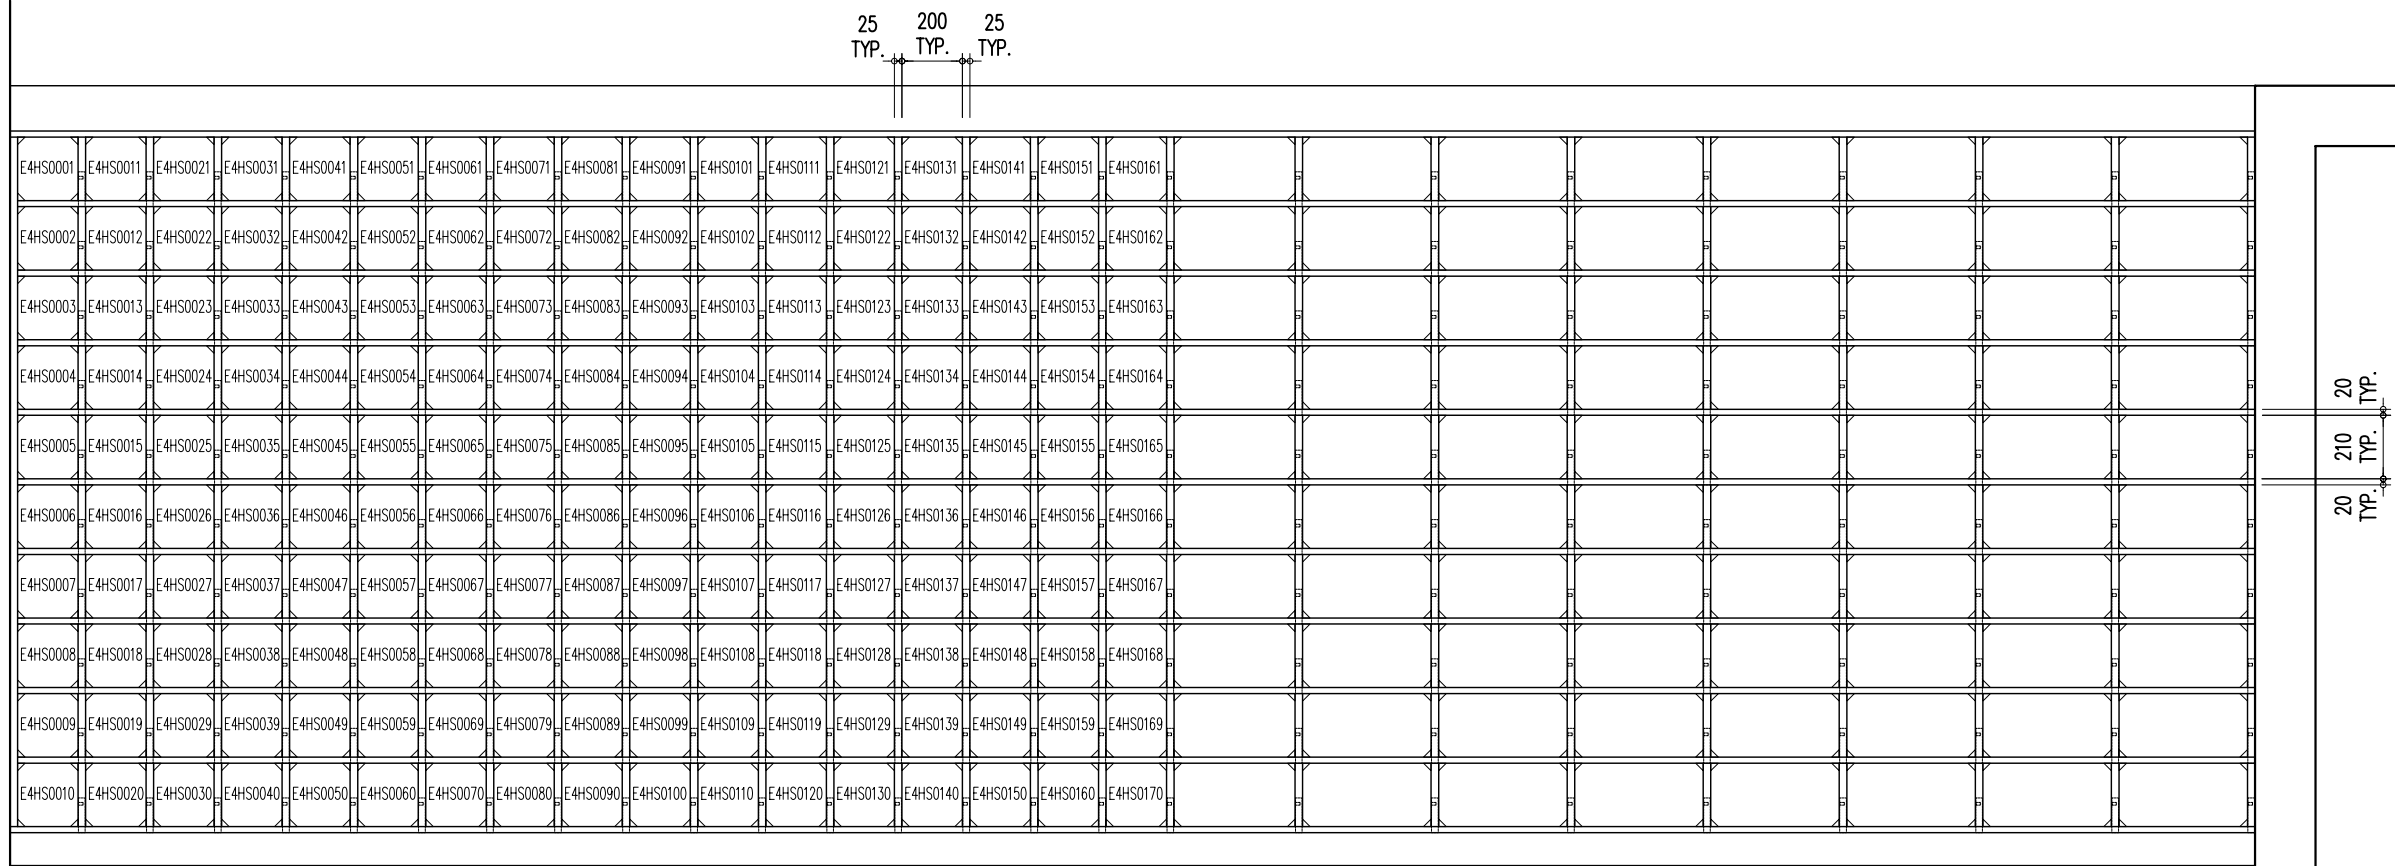 25 200 25
TYP. TYP. TYP.
E4HS0001 E4HS0011 E4HS0021 E4HS0031 E4HS0041 E4HS0051 E4HS0061 E4HS0071 E4HS0081 E4HS0091 E4HS0101 E4HS0111 E4HS0121 E4HS0131 E4HS0141 E4HS0151 E4HS0161
E4HS0002 E4HS0012 E4HS0022 E4HS0032 E4HS0042 E4HS0052 E4HS0062 E4HS0072 E4HS0082 E4HS0092 E4HS0102 E4HS0112 E4HS0122 E4HS0132 E4HS0142 E4HS0152 E4HS0162
E4HS0003 E4HS0013 E4HS0023 E4HS0033 E4HS0043 E4HS0053 E4HS0063 E4HS0073 E4HS0083 E4HS0093 E4HS0103 E4HS0113 E4HS0123 E4HS0133 E4HS0143 E4HS0153 E4HS0163
E4HS0004 E4HS0014 E4HS0024 E4HS0034 E4HS0044 E4HS0054 E4HS0064 E4HS0074 E4HS0084 E4HS0094 E4HS0104 E4HS0114 E4HS0124 E4HS0134 E4HS0144 E4HS0154 E4HS0164
E4HS0005 E4HS0015 E4HS0025 E4HS0035 E4HS0045 E4HS0055 E4HS0065 E4HS0075 E4HS0085 E4HS0095 E4HS0105 E4HS0115 E4HS0125 E4HS0135 E4HS0145 E4HS0155 E4HS0165
E4HS0006 E4HS0016 E4HS0026 E4HS0036 E4HS0046 E4HS0056 E4HS0066 E4HS0076 E4HS0086 E4HS0096 E4HS0106 E4HS0116 E4HS0126 E4HS0136 E4HS0146 E4HS0156 E4HS0166
E4HS0007 E4HS0017 E4HS0027 E4HS0037 E4HS0047 E4HS0057 E4HS0067 E4HS0077 E4HS0087 E4HS0097 E4HS0107 E4HS0117 E4HS0127 E4HS0137 E4HS0147 E4HS0157 E4HS0167
E4HS0008 E4HS0018 E4HS0028 E4HS0038 E4HS0048 E4HS0058 E4HS0068 E4HS0078 E4HS0088 E4HS0098 E4HS0108 E4HS0118 E4HS0128 E4HS0138 E4HS0148 E4HS0158 E4HS0168
E4HS0009 E4HS0019 E4HS0029 E4HS0039 E4HS0049 E4HS0059 E4HS0069 E4HS0079 E4HS0089 E4HS0099 E4HS0109 E4HS0119 E4HS0129 E4HS0139 E4HS0149 E4HS0159 E4HS0169
E4HS0010 E4HS0020 E4HS0030 E4HS0040 E4HS0050 E4HS0060 E4HS0070 E4HS0080 E4HS0090 E4HS0100 E4HS0110 E4HS0120 E4HS0130 E4HS0140 E4HS0150 E4HS0160 E4HS0170
20
TYP.
210
TYP.
20
TYP.